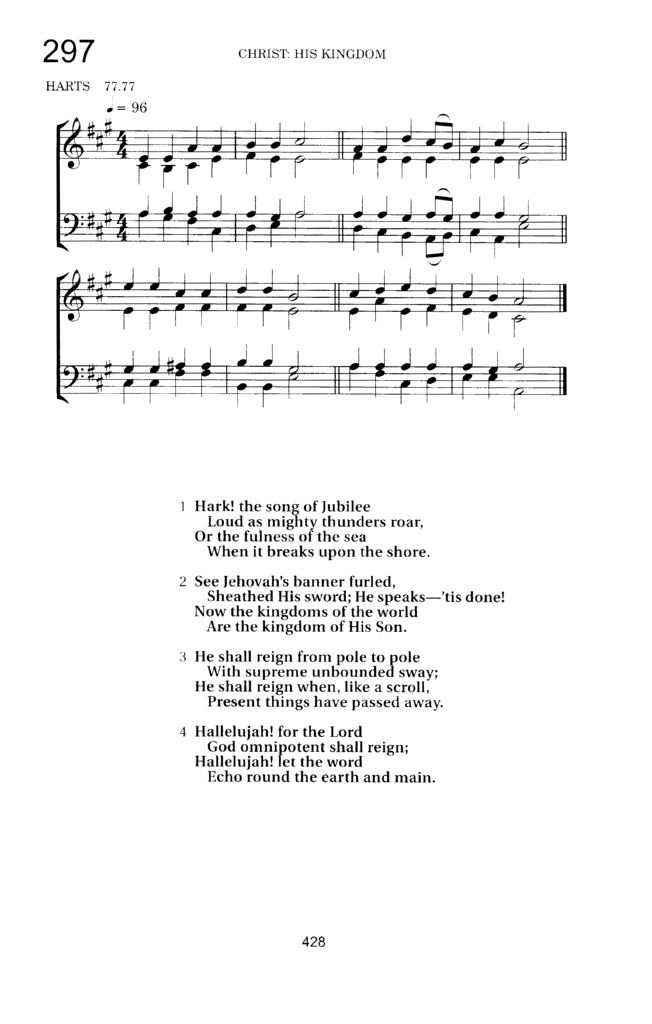 297
CHRIST: HIS KINGDOM
HARTS 77.77
♩ = 96
1 Hark! the song of Jubilee
Loud as mighty thunders roar,
Or the fulness of the sea
When it breaks upon the shore.
2 See Jehovah's banner furled,
Sheathed His sword; He speaks—'tis done!
Now the kingdoms of the world
Are the kingdom of His Son.
3 He shall reign from pole to pole
With supreme unbounded sway;
He shall reign when, like a scroll,
Present things have passed away.
4 Hallelujah! for the Lord
God omnipotent shall reign;
Hallelujah! let the word
Echo round the earth and main.
428